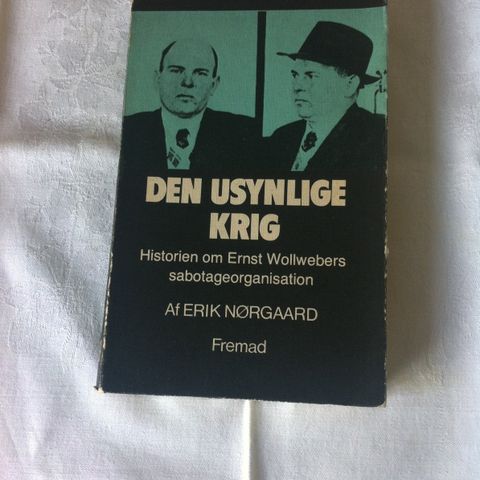 DEN USYNLIGE
KRIG
Historien om Ernst Wollwebers
sabotageorganisation
Af ERIK NØRGAARD
Fremad